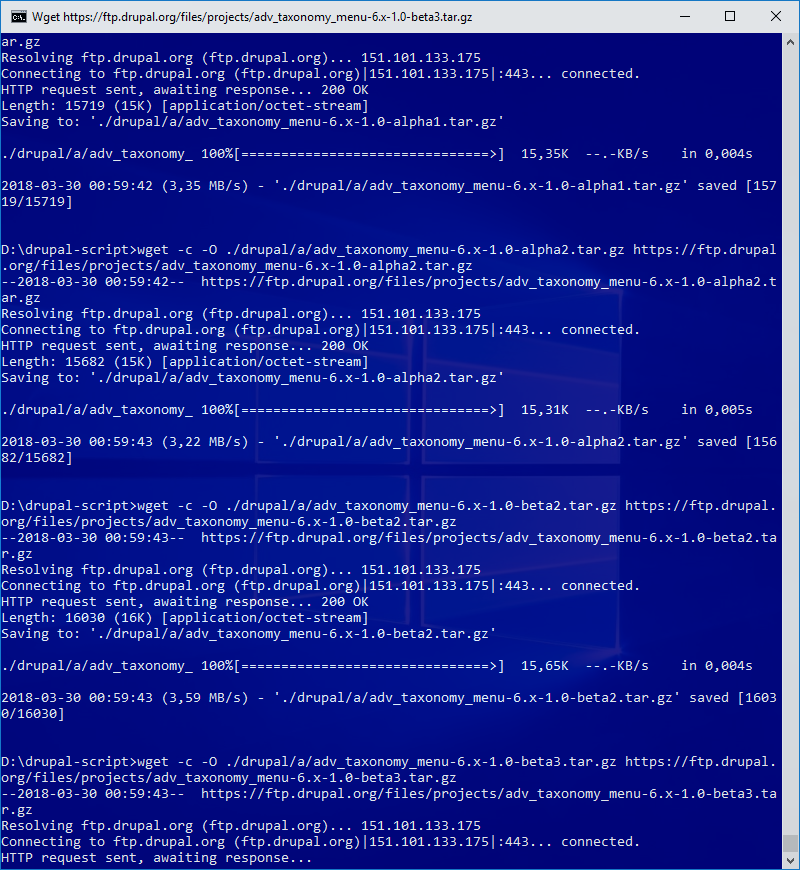 Wget https://ftp.drupal.org/files/projects/adv_taxonomy_menu-6.x-1.0-beta3.tar.gz
ar.gz
Resolving ftp.drupal.org (ftp.drupal.org)... 151.101.133.175
Connecting to ftp.drupal.org (ftp.drupal.org)|151.101.133.175|:443... connected.
HTTP request sent, awaiting response... 200 OK
Length: 15719 (15K) [application/octet-stream]
Saving to: './drupal/a/adv_taxonomy_menu-6.x-1.0-alpha1.tar.gz'
./drupal/a/adv_taxonomy_ 100%[===============================>]  15,35K  --.-KB/s    in 0,004s
2018-03-30 00:59:42 (3,35 MB/s) - './drupal/a/adv_taxonomy_menu-6.x-1.0-alpha1.tar.gz' saved [157
19/15719]
D:\drupal-script>wget -c -O ./drupal/a/adv_taxonomy_menu-6.x-1.0-alpha2.tar.gz https://ftp.drupal
.org/files/projects/adv_taxonomy_menu-6.x-1.0-alpha2.tar.gz
--2018-03-30 00:59:42--  https://ftp.drupal.org/files/projects/adv_taxonomy_menu-6.x-1.0-alpha2.t
ar.gz
Resolving ftp.drupal.org (ftp.drupal.org)... 151.101.133.175
Connecting to ftp.drupal.org (ftp.drupal.org)|151.101.133.175|:443... connected.
HTTP request sent, awaiting response... 200 OK
Length: 15682 (15K) [application/octet-stream]
Saving to: './drupal/a/adv_taxonomy_menu-6.x-1.0-alpha2.tar.gz'
./drupal/a/adv_taxonomy_ 100%[===============================>]  15,31K  --.-KB/s    in 0,005s
2018-03-30 00:59:43 (3,22 MB/s) - './drupal/a/adv_taxonomy_menu-6.x-1.0-alpha2.tar.gz' saved [156
82/15682]
D:\drupal-script>wget -c -O ./drupal/a/adv_taxonomy_menu-6.x-1.0-beta2.tar.gz https://ftp.drupal.
org/files/projects/adv_taxonomy_menu-6.x-1.0-beta2.tar.gz
--2018-03-30 00:59:43--  https://ftp.drupal.org/files/projects/adv_taxonomy_menu-6.x-1.0-beta2.ta
r.gz
Resolving ftp.drupal.org (ftp.drupal.org)... 151.101.133.175
Connecting to ftp.drupal.org (ftp.drupal.org)|151.101.133.175|:443... connected.
HTTP request sent, awaiting response... 200 OK
Length: 16030 (16K) [application/octet-stream]
Saving to: './drupal/a/adv_taxonomy_menu-6.x-1.0-beta2.tar.gz'
./drupal/a/adv_taxonomy_ 100%[===============================>]  15,65K  --.-KB/s    in 0,004s
2018-03-30 00:59:43 (3,59 MB/s) - './drupal/a/adv_taxonomy_menu-6.x-1.0-beta2.tar.gz' saved [1603
0/16030]
D:\drupal-script>wget -c -O ./drupal/a/adv_taxonomy_menu-6.x-1.0-beta3.tar.gz https://ftp.drupal.
org/files/projects/adv_taxonomy_menu-6.x-1.0-beta3.tar.gz
--2018-03-30 00:59:43--  https://ftp.drupal.org/files/projects/adv_taxonomy_menu-6.x-1.0-beta3.ta
r.gz
Resolving ftp.drupal.org (ftp.drupal.org)... 151.101.133.175
Connecting to ftp.drupal.org (ftp.drupal.org)|151.101.133.175|:443... connected.
HTTP request sent, awaiting response...